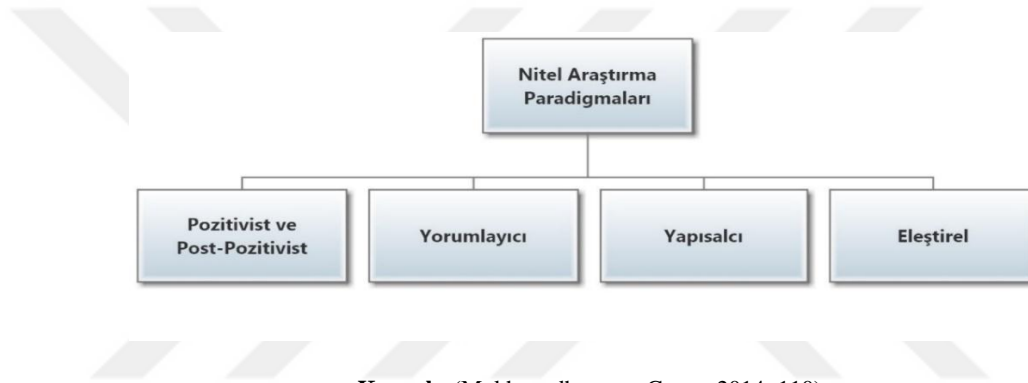 Nitel Araştırma
Paradigmaları
Pozitivist ve
Post-Pozitivist
Yorumlayıcı
Yapısalcı
Eleştirel